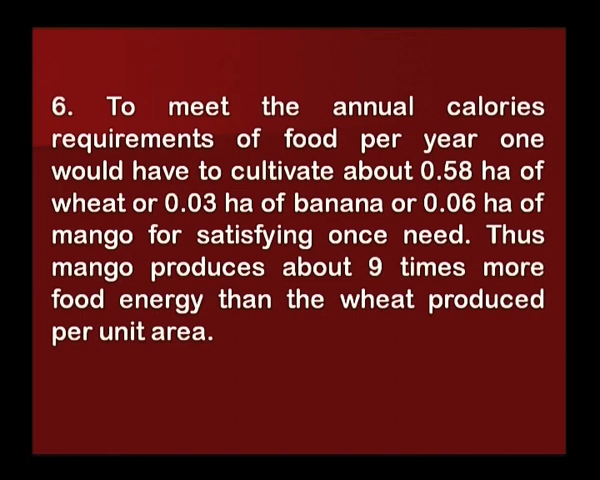 6. To meet the annual calories
requirements of food per year one
would have to cultivate about 0.58 ha of
wheat or 0.03 ha of banana or 0.06 ha of
mango for satisfying once need. Thus
mango produces about 9 times more
food energy than the wheat produced
per unit area.